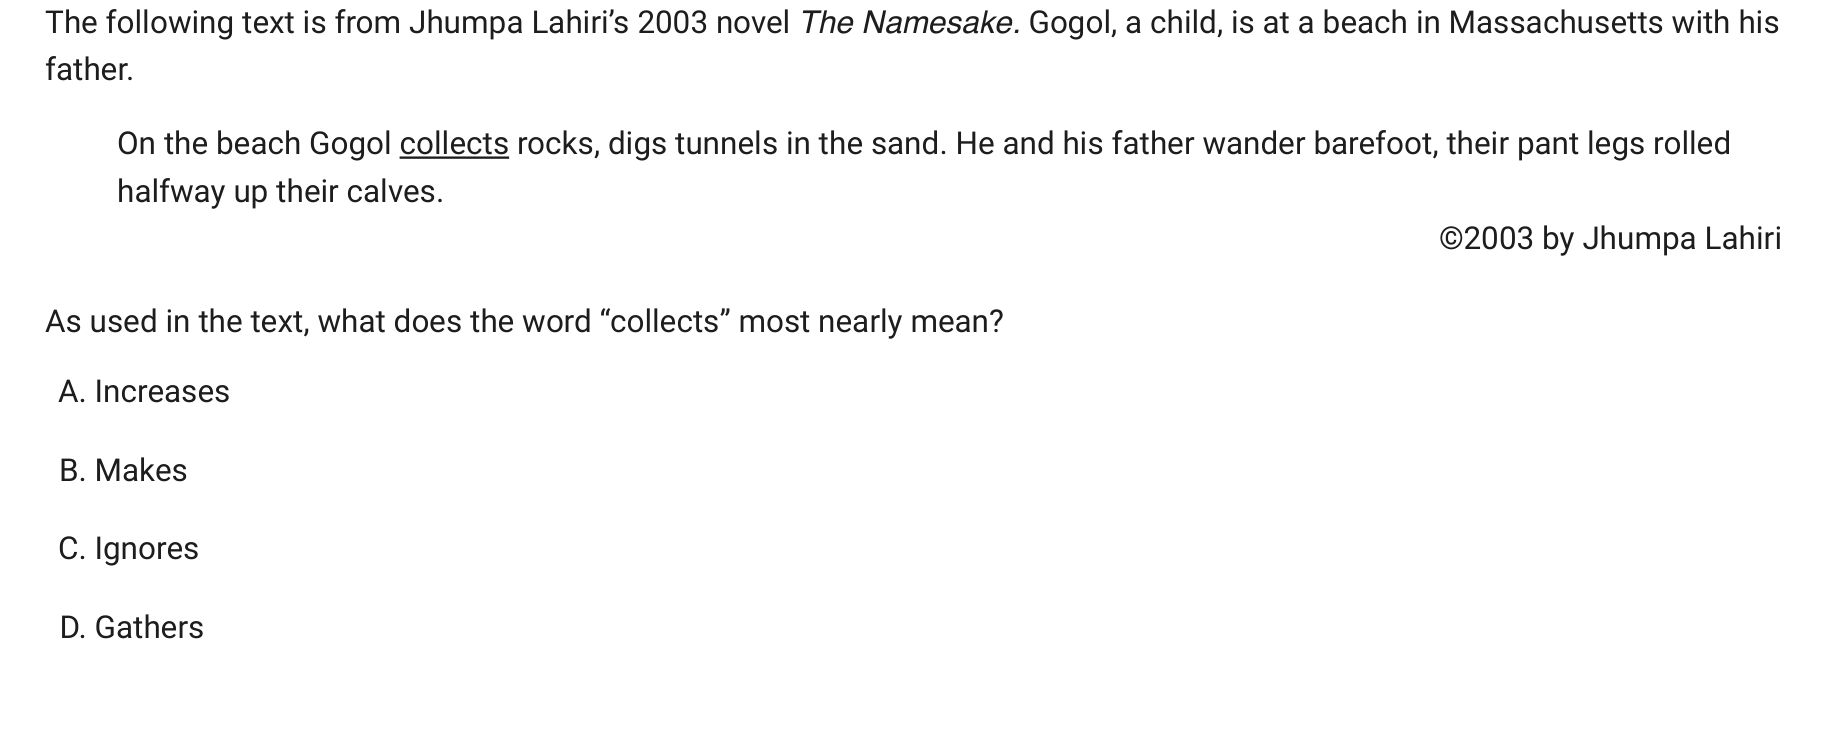 The following text is from Jhumpa Lahiri’s 2003 novel The Namesake. Gogol, a child, is at a beach in Massachusetts with his
father.
On the beach Gogol collects rocks, digs tunnels in the sand. He and his father wander barefoot, their pant legs rolled
halfway up their calves.
©2003 by Jhumpa Lahiri
As used in the text, what does the word “collects” most nearly mean?
A. Increases
B. Makes
C. Ignores
D. Gathers